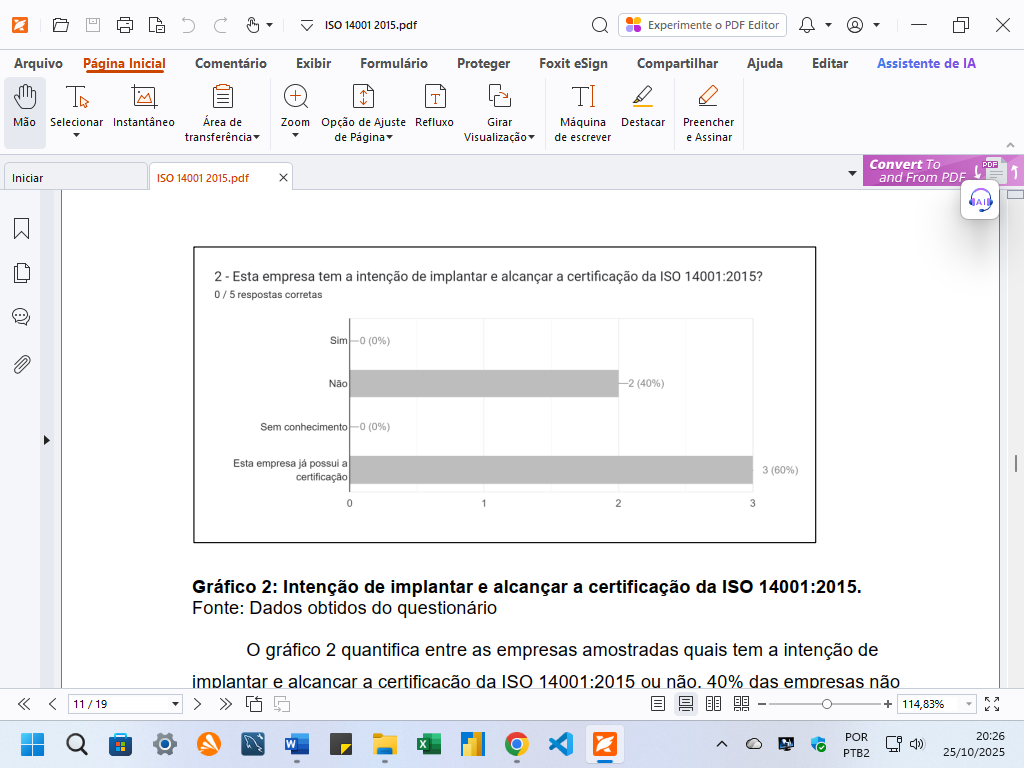 ISO 14001 2015.pdf
Experimente o PDF Editor
Arquivo Página Inicial Comentário Exibir Formulário Proteger Foxit eSign Compartilhar Ajuda Editar Assistente de IA
Mão
Selecionar
Instantâneo
Área de
transferência
Zoom
Opção de Ajuste
de Página
Refluxo
Girar
Visualização
Máquina
de escrever
Destacar
Preencher
e Assinar
Iniciar
ISO 14001 2015.pdf
Convert To
and From PDF
PDF
AI
2 - Esta empresa tem a intenção de implantar e alcançar a certificação da ISO 14001:2015?
0 / 5 respostas corretas
Sim 0 (0%)
Não 2 (40%)
Sem conhecimento 0 (0%)
Esta empresa já possui a
certificação
3 (60%)
0 1 2 3
Gráfico 2: Intenção de implantar e alcançar a certificação da ISO 14001:2015.
Fonte: Dados obtidos do questionário
O gráfico 2 quantifica entre as empresas amostradas quais tem a intenção de
implantar e alcançar a certificação da ISO 14001:2015 ou não. 40% das empresas não
11 / 19
114,83%
POR
PTB2
20:26
25/10/2025